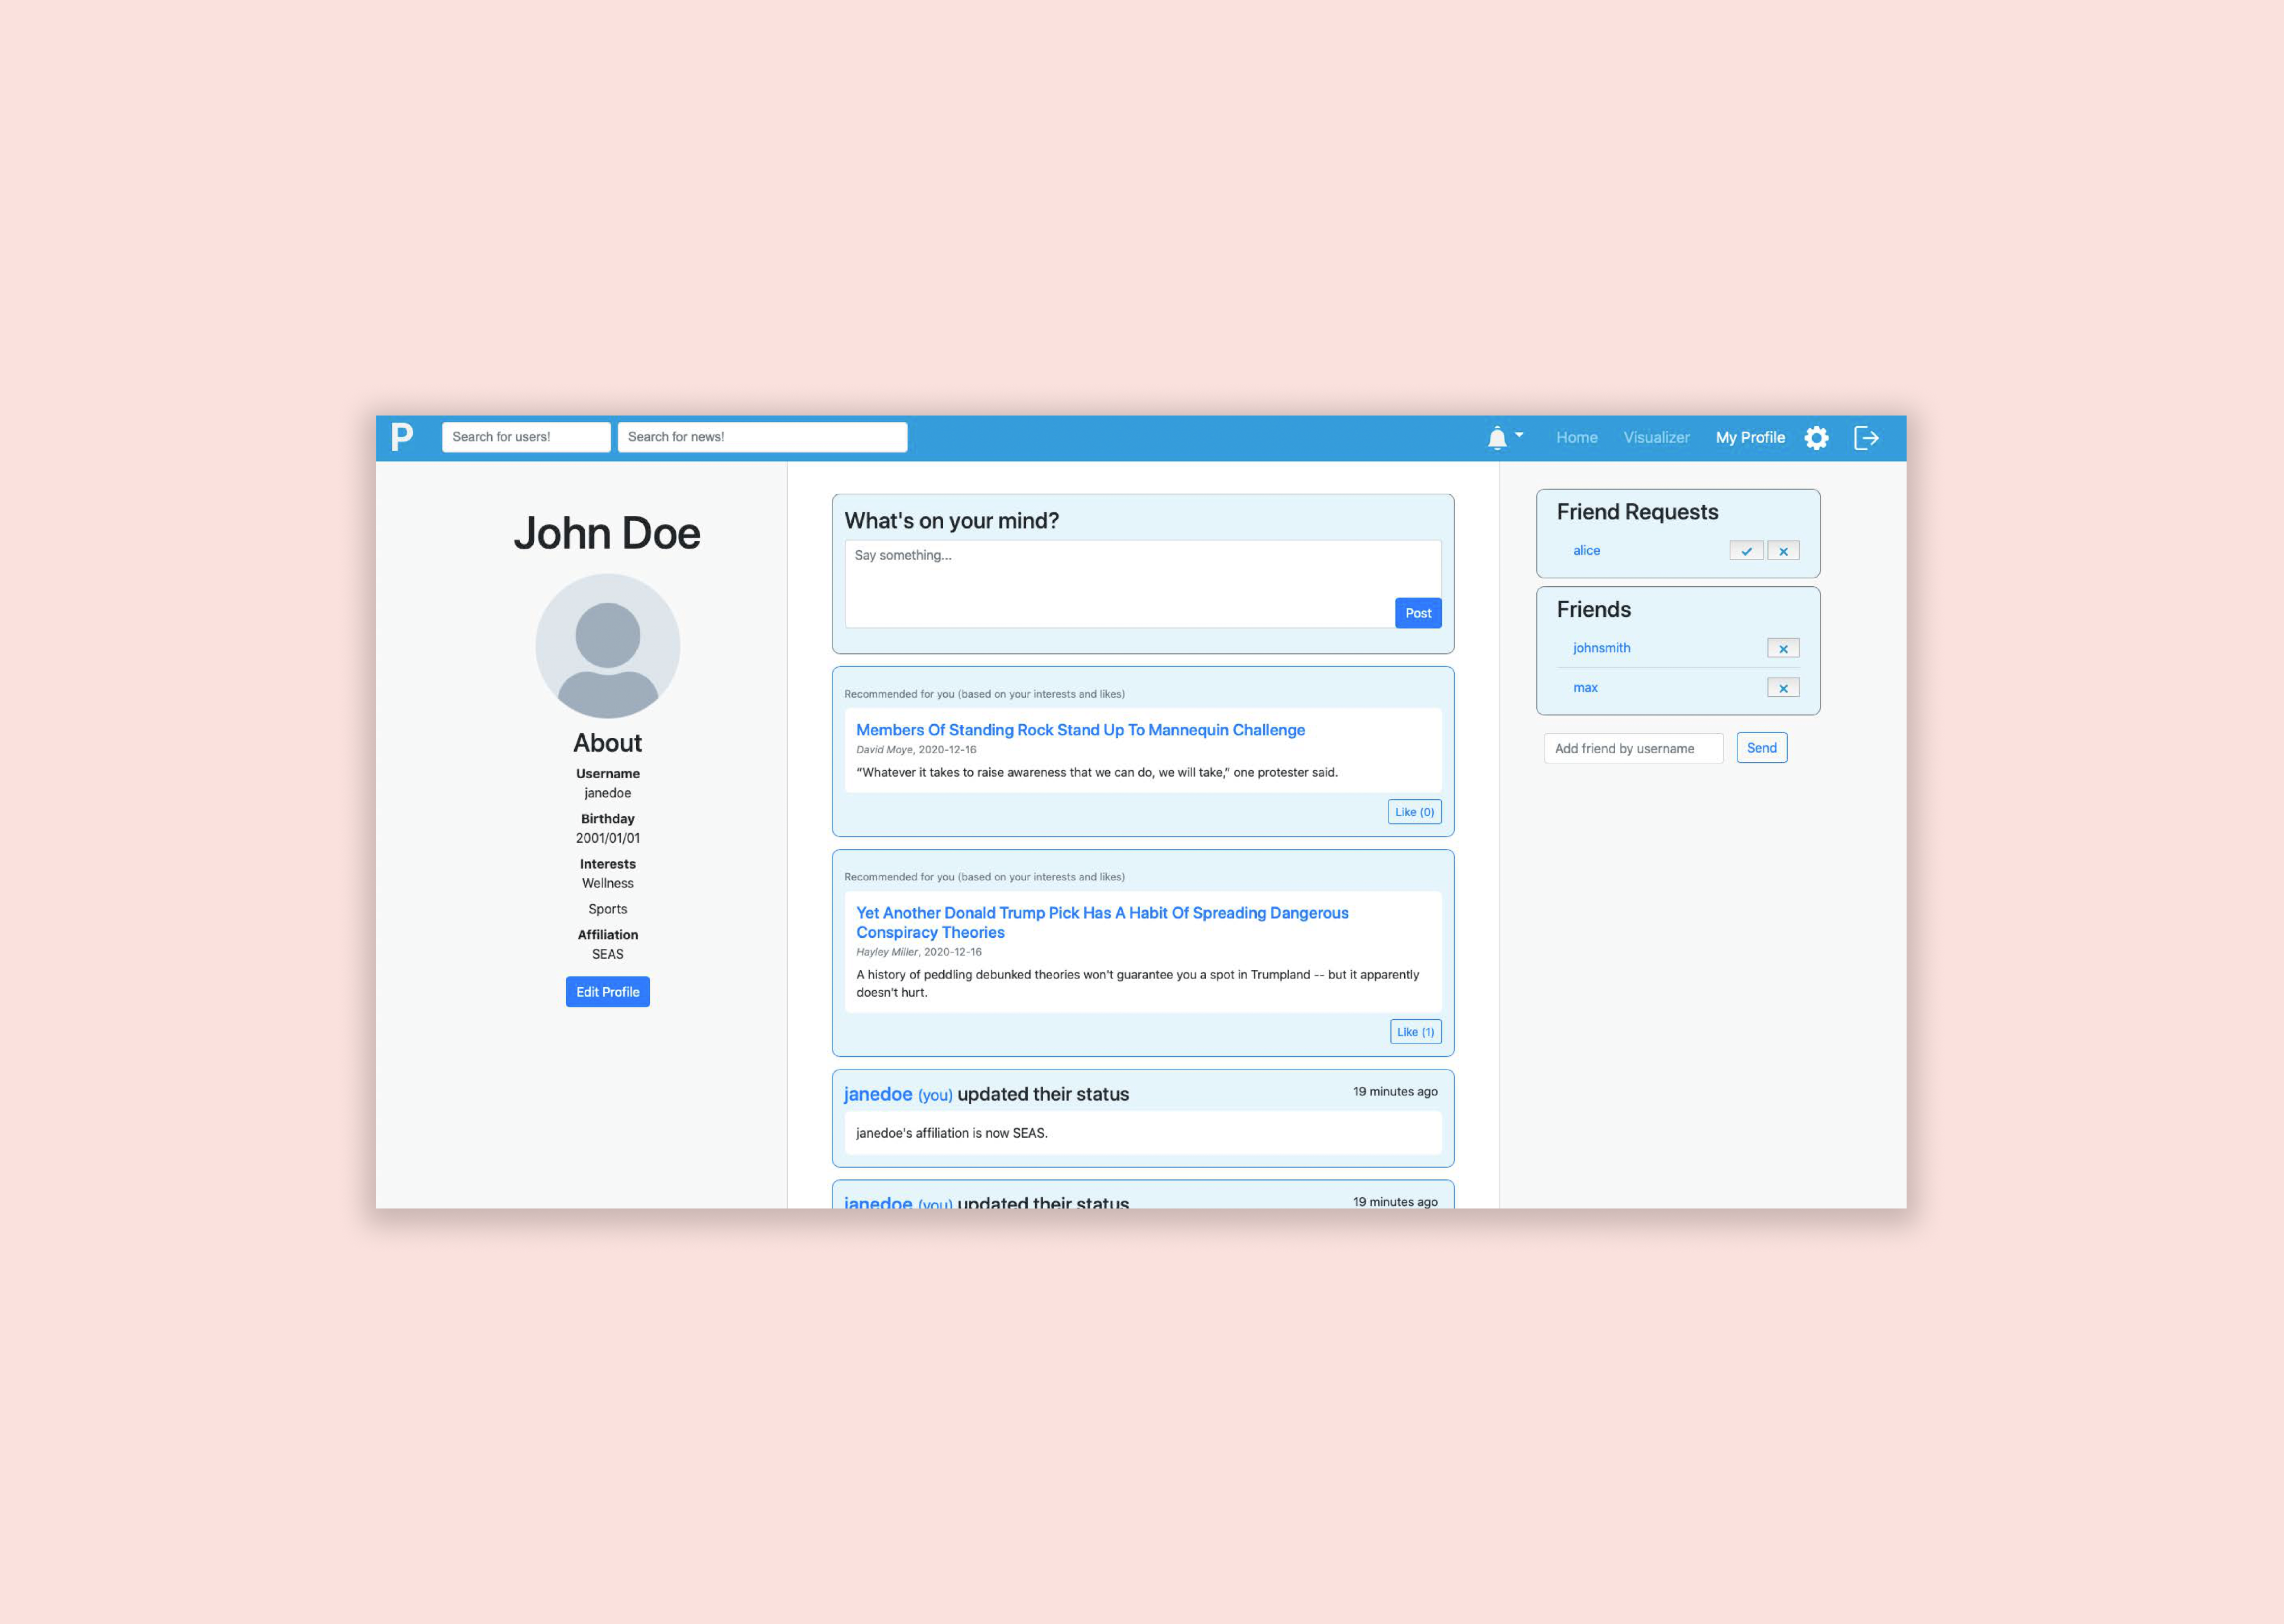 P
Search for users!
Search for news!
Home
Visualizer
My Profile
John Doe
About
Username
janedoe
Birthday
2001/01/01
Interests
Wellness
Sports
Affiliation
SEAS
Edit Profile
What's on your mind?
Say something...
Post
Recommended for you (based on your interests and likes)
Members Of Standing Rock Stand Up To Mannequin Challenge
David Moye, 2020-12-16
“Whatever it takes to raise awareness that we can do, we will take,” one protester said.
Like (0)
Recommended for you (based on your interests and likes)
Yet Another Donald Trump Pick Has A Habit Of Spreading Dangerous
Conspiracy Theories
Hayley Miller, 2020-12-16
A history of peddling debunked theories won't guarantee you a spot in Trumpland -- but it apparently
doesn't hurt.
Like (1)
janedoe (you) updated their status
19 minutes ago
janedoe's affiliation is now SEAS.
janedoe (you) updated their status
19 minutes ago
Friend Requests
alice
Friends
johnsmith
max
Add friend by username
Send